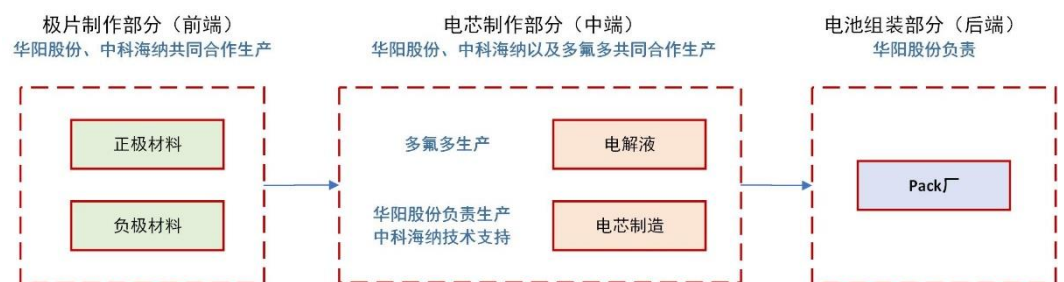 极片制作部分（前端）
华阳股份、中科海纳共同合作生产
正极材料
负极材料
电芯制作部分（中端）
华阳股份、中科海纳以及多氟多共同合作生产
多氟多生产
电解液
华阳股份负责生产
中科海纳技术支持
电芯制造
电池组装部分（后端）
华阳股份负责
Pack厂